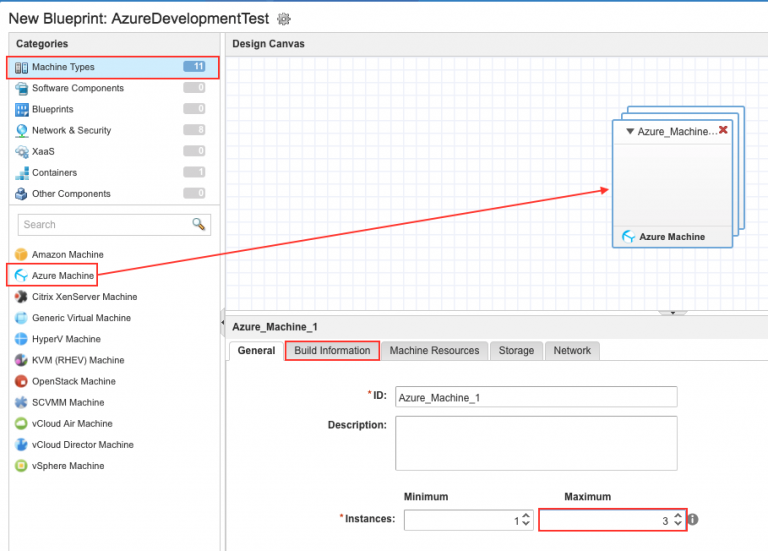 New Blueprint: AzureDevelopmentTest
Categories
Machine Types 11
Software Components 0
Blueprints 0
Network & Security 8
XaaS 0
Containers 1
Other Components 0
Search
Amazon Machine
Azure Machine
Citrix XenServer Machine
Generic Virtual Machine
HyperV Machine
KVM (RHEV) Machine
OpenStack Machine
SCVMM Machine
vCloud Air Machine
vCloud Director Machine
vSphere Machine
Design Canvas
Azure_Machine...
Azure Machine
Azure_Machine_1
General Build Information Machine Resources Storage Network
*ID: Azure_Machine_1
Description:
Minimum Maximum
*Instances: 1 3